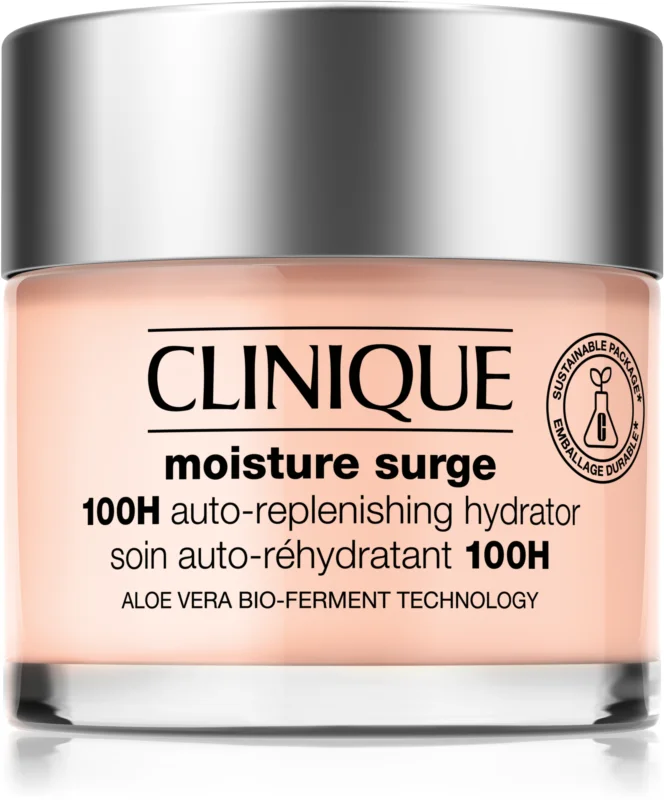 CLINIQUE
moisture surge
100H auto-replenishing hydrator
soin auto-réhydratant 100H
ALOE VERA BIO-FERMENT TECHNOLOGY
SUSTAINABLE PACKAGE*
EMBALLAGE DURABLE*
C